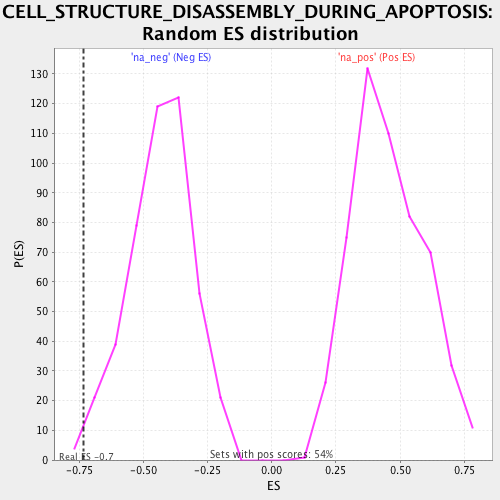 CELL_STRUCTURE_DISASSEMBLY_DURING_APOPTOSIS:
Random ES distribution
'na_neg' (Neg ES)
'na_pos' (Pos ES)
130
120
110
100
90
80
70
60
50
40
30
20
10
0
P(ES)
Real ES -0.7
Sets with pos scores: 54%
-0.75 -0.50 -0.25 0.00 0.25 0.50 0.75
ES